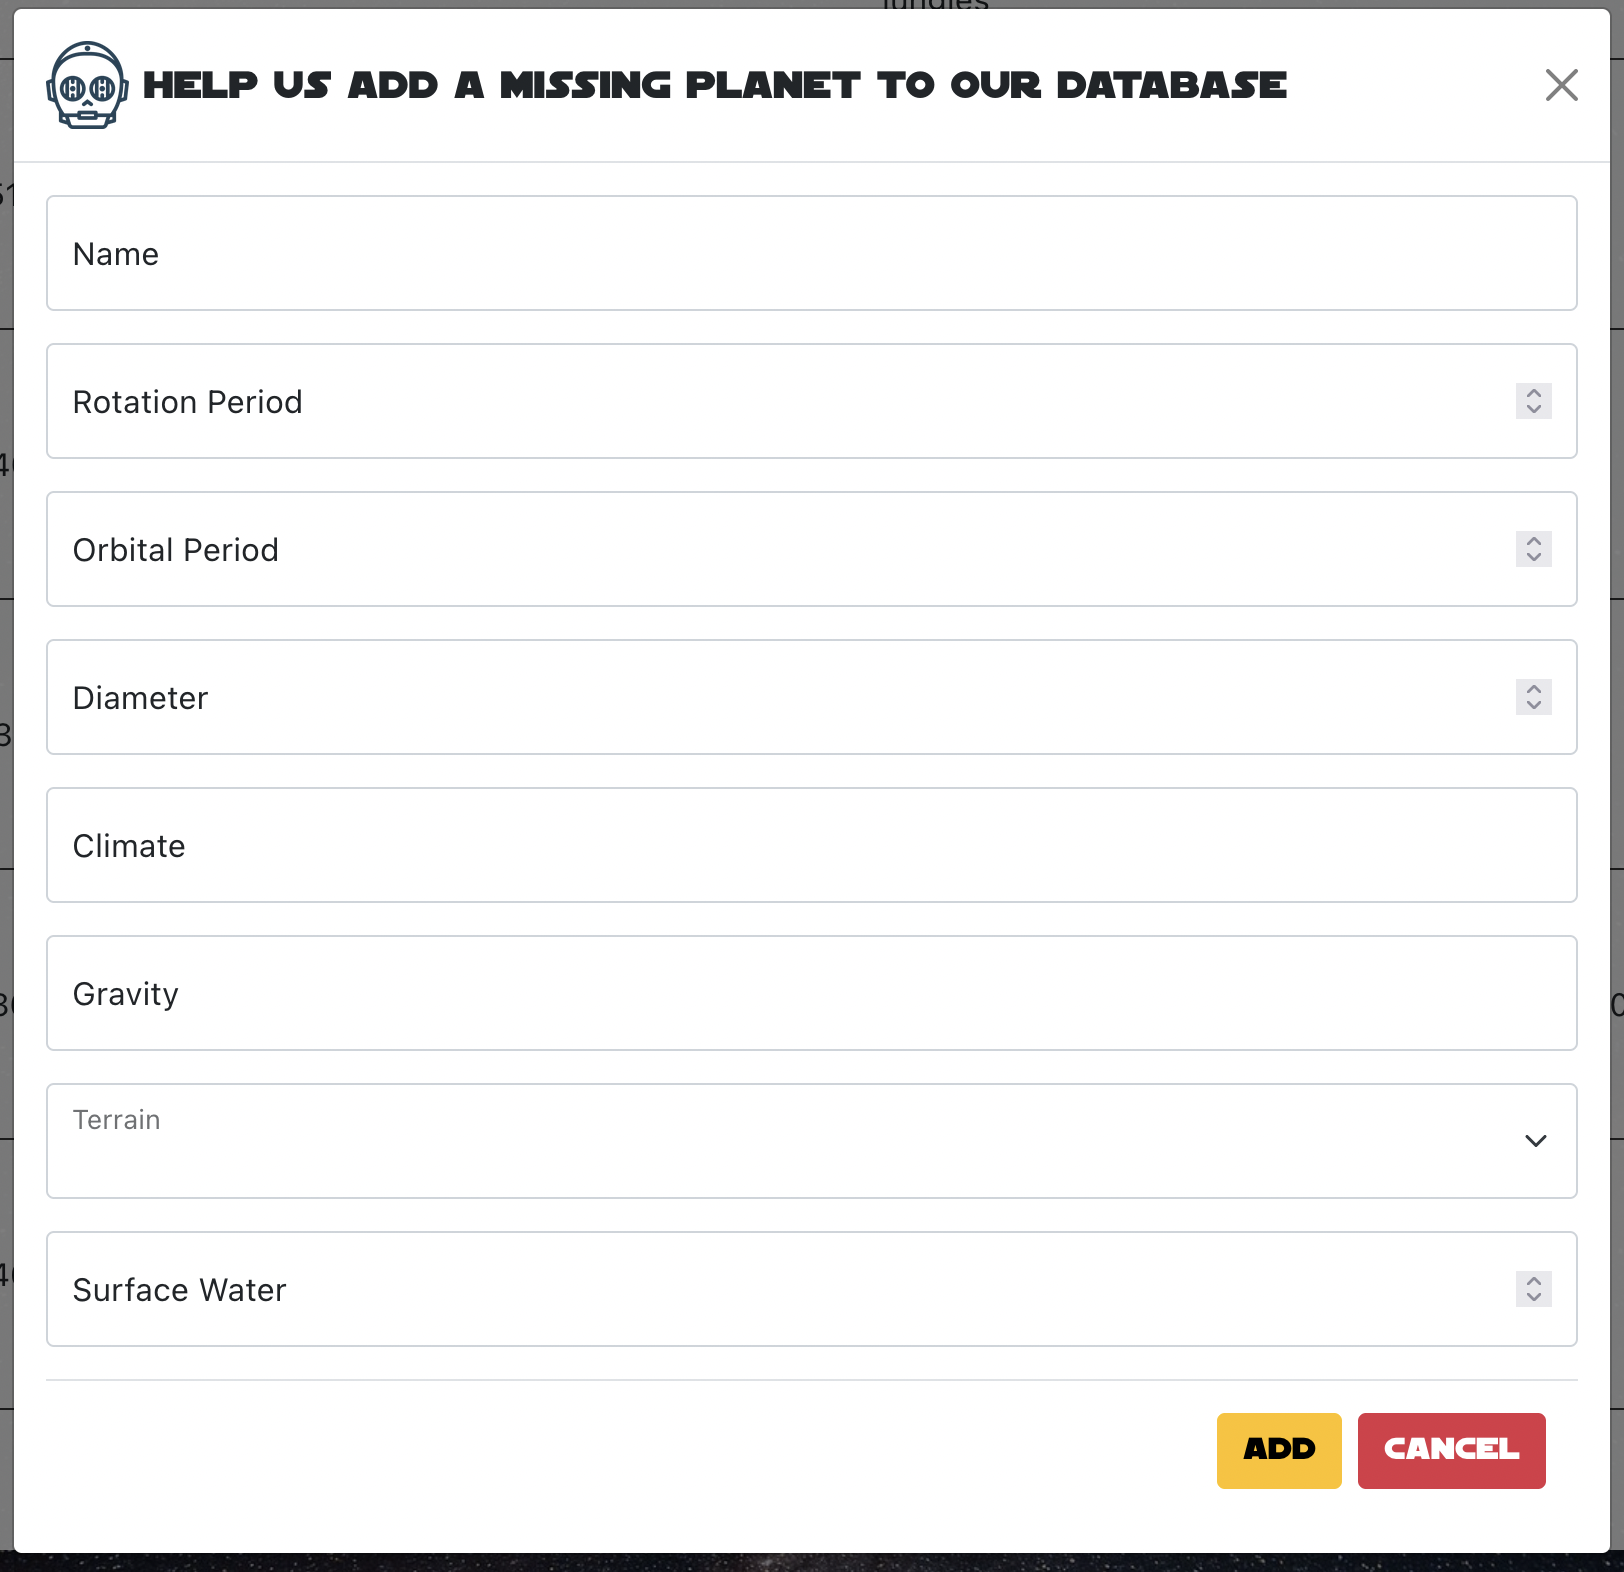 HELP US ADD A MISSING PLANET TO OUR DATABASE
Name
Rotation Period
Orbital Period
Diameter
Climate
Gravity
Terrain
Surface Water
ADD
CANCEL